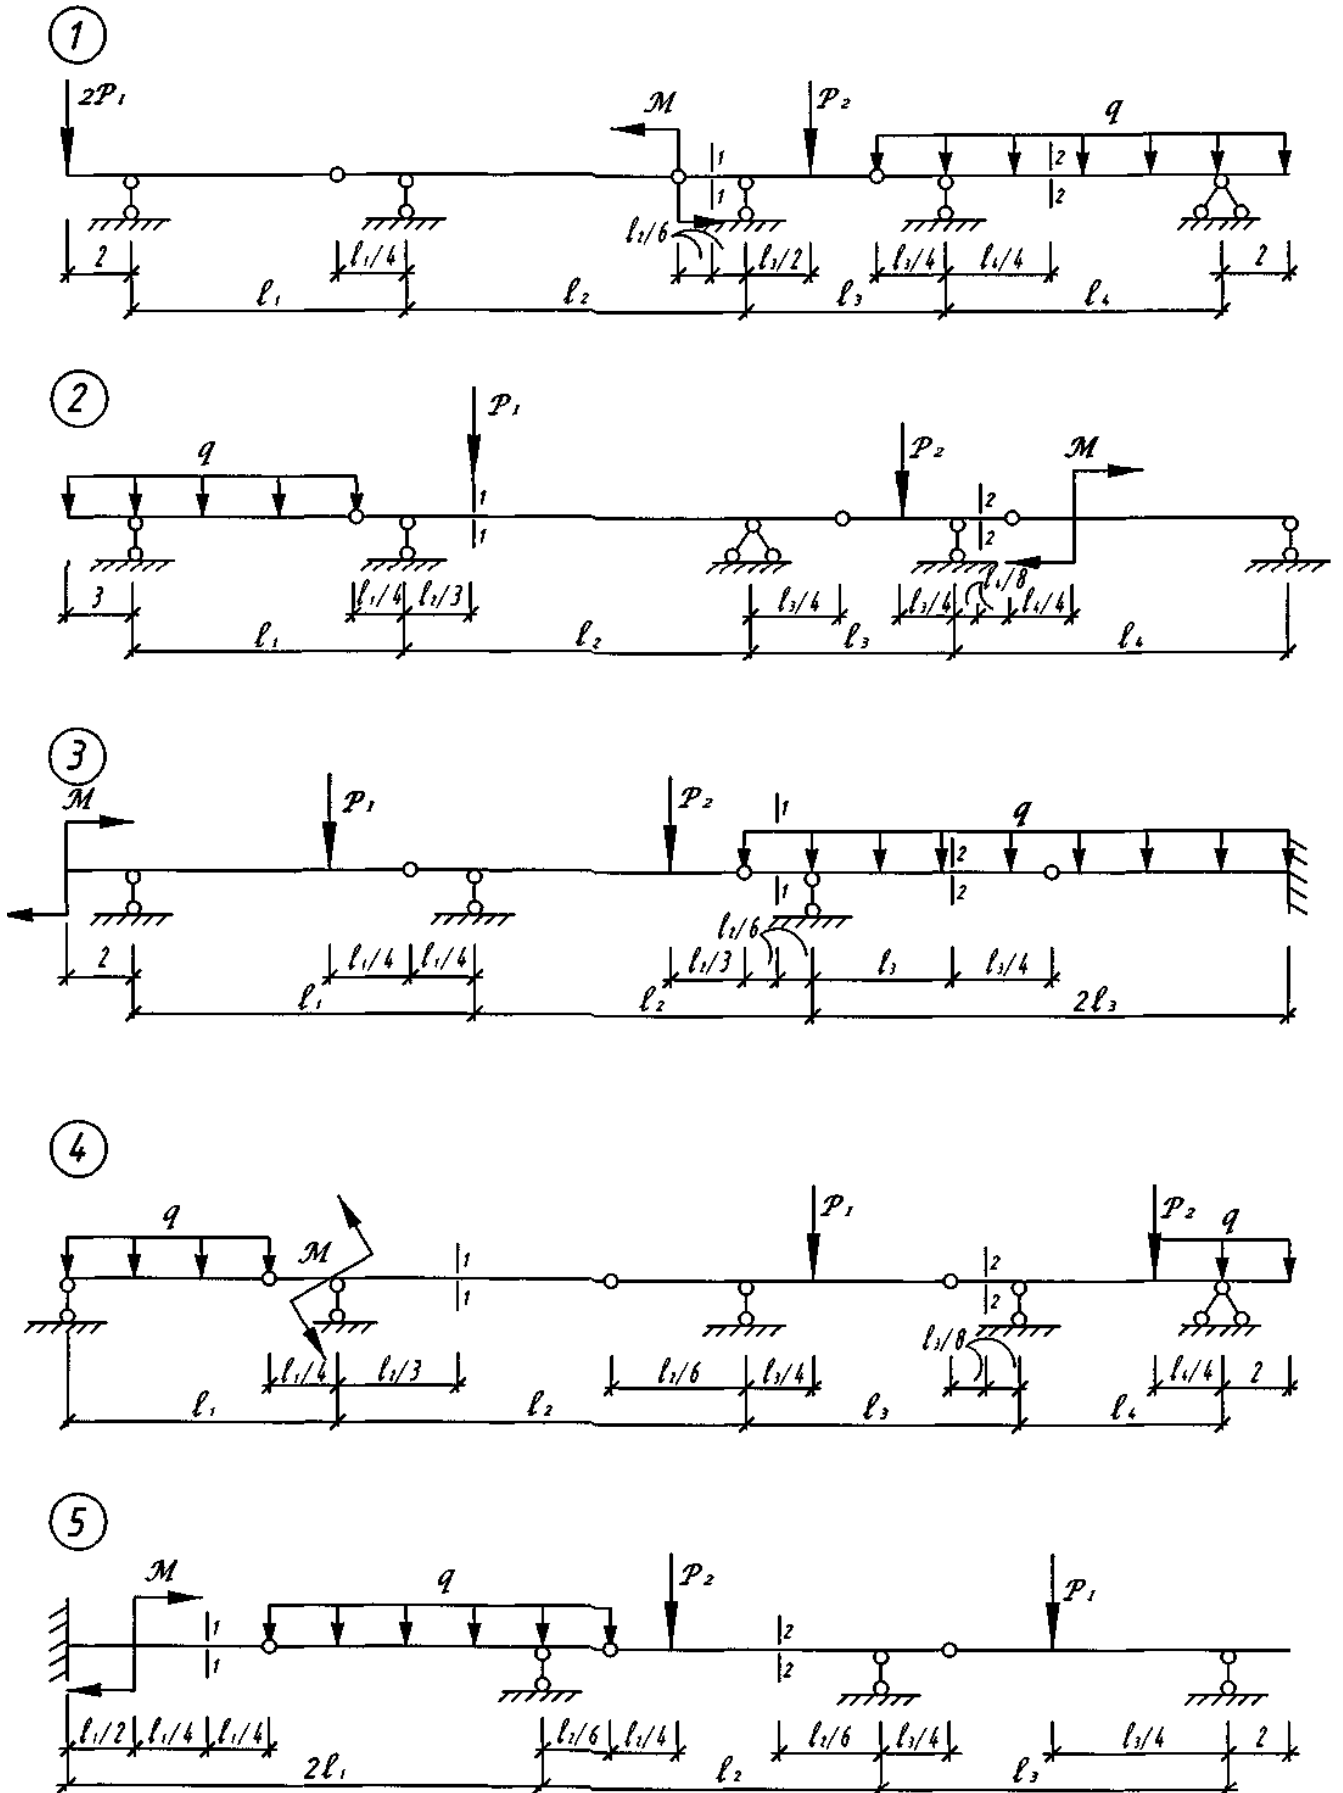 1
2P₁
M
P₂
q
1
2
1
2
l₂/6
2
l₁/4
l₃/2
l₃/4
l₄/4
2
l₁
l₂
l₃
l₄
2
P₁
q
P₂
M
1
2
1
2
l₄/8
3
l₁/4
l₂/3
l₃/4
l₃/4
l₄/4
l₁
l₂
l₃
l₄
3
M
P₁
P₂
1
q
2
1
2
l₂/6
2
l₁/4
l₁/4
l₂/3
l₃
l₃/4
l₁
l₂
2l₃
4
q
M
1
P₁
2
P₂
q
1
2
l₃/8
l₁/4
l₂/3
l₂/6
l₃/4
l₄/4
2
l₁
l₂
l₃
l₄
5
M
q
P₂
P₁
1
2
1
2
l₁/2
l₁/4
l₁/4
l₂/6
l₂/4
l₂/6
l₃/4
l₃/4
2
2l₁
l₂
l₃